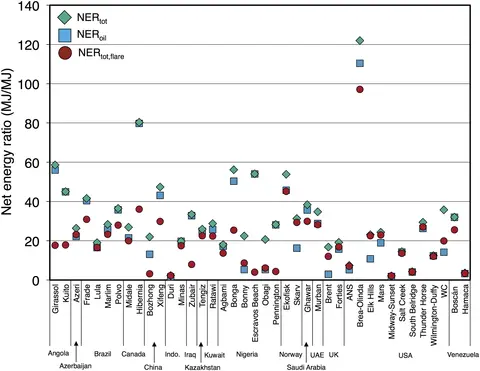 140
120
100
80
60
40
20
0
Net energy ratio (MJ/MJ)
NERtot
NERoil
NERtot,flare
Girassol
Kuito
Azeri
Frade
Lula
Marlim
Polvo
Midale
Hibernia
Bozhong
Xifeng
Duri
Minas
Zubair
Tengiz
Ratawi
Agbami
Bonga
Bonny
Escravos Beach
Obagi
Pennington
Ekofisk
Skarv
Ghawar
Murban
Brent
Forties
ANS
Brea-Olinda
Elk Hills
Mars
Midway-Sunset
Salt Creek
South Belridge
Thunder Horse
Wilmington-Duffy
WC
Boscán
Hamaca
Angola
Brazil
Canada
Indo.
Iraq
Kuwait
Nigeria
Norway
UAE
UK
USA
Venezuela
Azerbaijan
China
Kazakhstan
Saudi Arabia